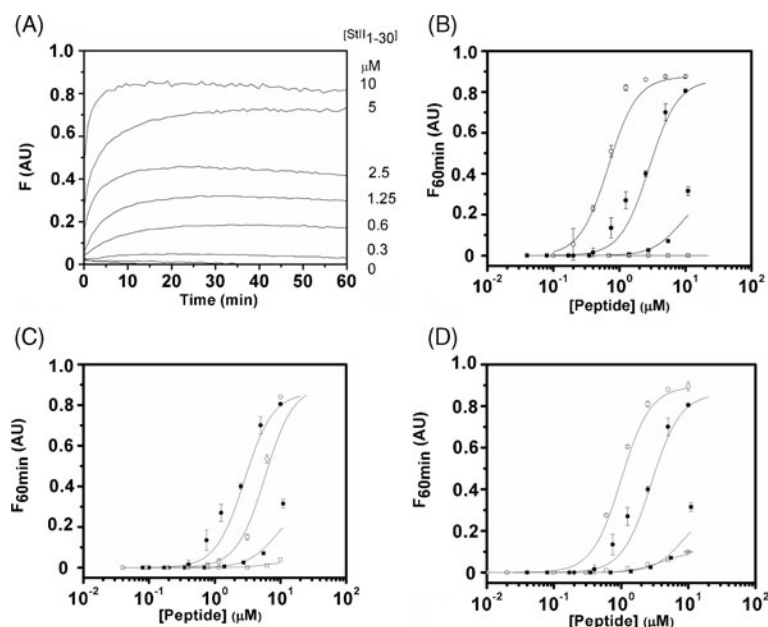 (A)
[StII1-30]
μM
10
5
2.5
1.25
0.6
0.3
0
1.0
0.8
0.6
0.4
0.2
0
F (AU)
0 10 20 30 40 50 60
Time (min)
(B)
1.0
0.8
0.6
0.4
0.2
0
F60min (AU)
10-2 10-1 100 101 102
[Peptide] (μM)
(C)
1.0
0.8
0.6
0.4
0.2
0
F60min (AU)
10-2 10-1 100 101 102
[Peptide] (μM)
(D)
1.0
0.8
0.6
0.4
0.2
0
F60min (AU)
10-2 10-1 100 101 102
[Peptide] (μM)